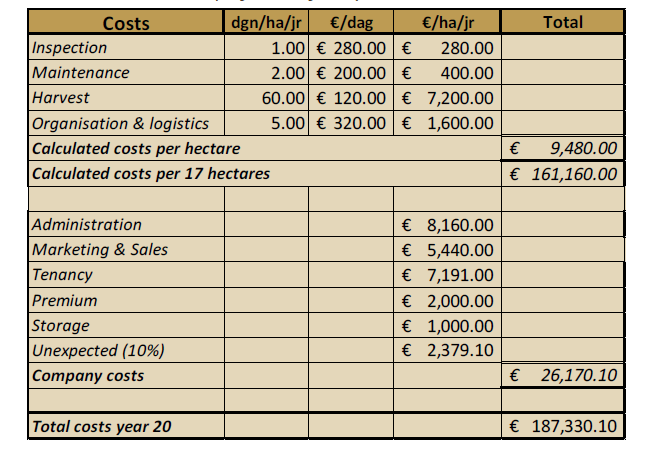 Costs dgn/ha/jr €/dag €/ha/jr Total
Inspection 1.00 € 280.00 € 280.00
Maintenance 2.00 € 200.00 € 400.00
Harvest 60.00 € 120.00 € 7,200.00
Organisation & logistics 5.00 € 320.00 € 1,600.00
Calculated costs per hectare € 9,480.00
Calculated costs per 17 hectares € 161,160.00
Administration € 8,160.00
Marketing & Sales € 5,440.00
Tenancy € 7,191.00
Premium € 2,000.00
Storage € 1,000.00
Unexpected (10%) € 2,379.10
Company costs € 26,170.10
Total costs year 20 € 187,330.10